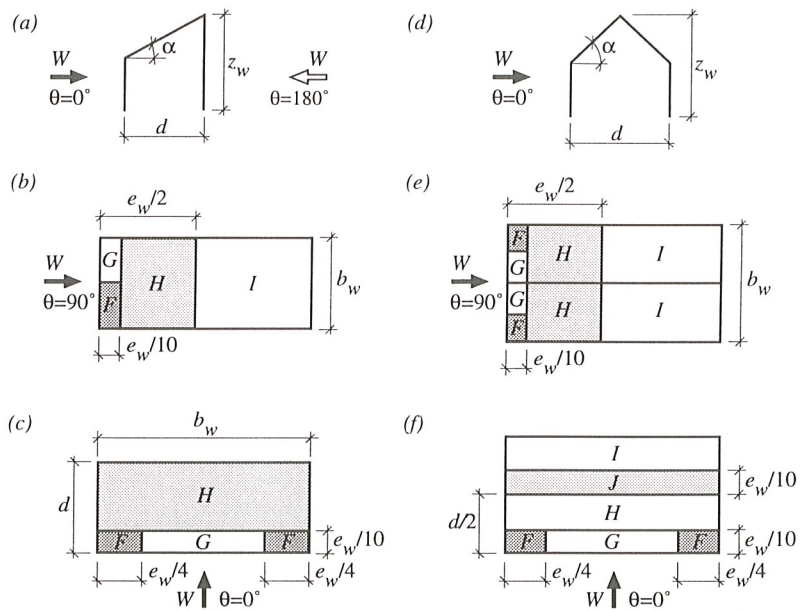 (a)
α
W
θ=0°
z_w
W
θ=180°
d
(d)
α
W
θ=0°
z_w
d
(b)
e_w/2
W
θ=90°
G
F
H
I
b_w
e_w/10
(e)
e_w/2
W
θ=90°
F
G
G
F
H
H
I
I
b_w
e_w/10
(c)
b_w
d
H
F
G
F
e_w/10
e_w/4
e_w/4
W
θ=0°
(f)
I
J
H
d/2
F
G
F
e_w/10
e_w/10
e_w/4
e_w/4
W
θ=0°